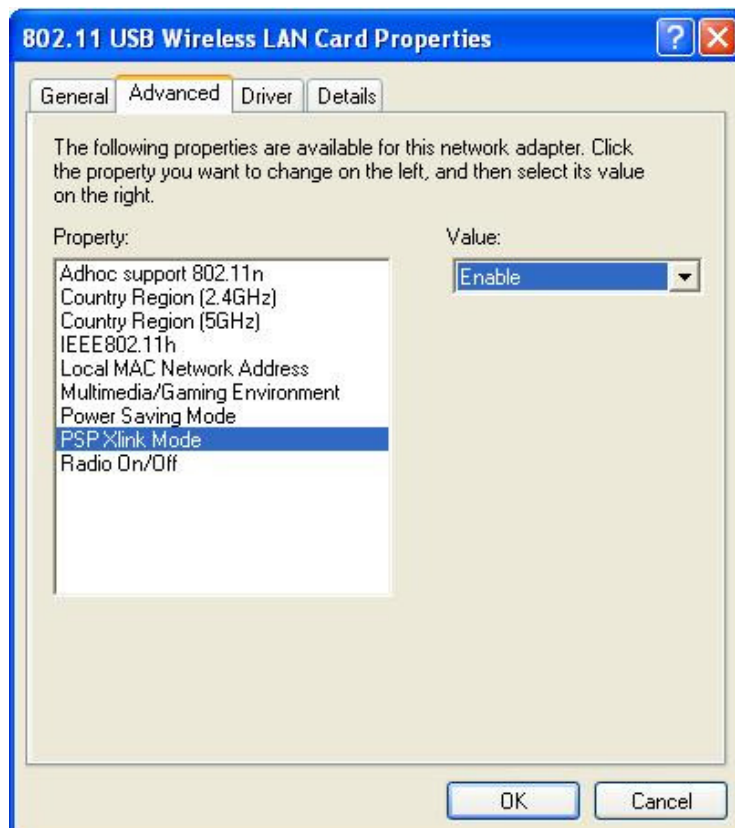 802.11 USB Wireless LAN Card Properties
General Advanced Driver Details
The following properties are available for this network adapter. Click
the property you want to change on the left, and then select its value
on the right.
Property:
Adhoc support 802.11n
Country Region (2.4GHz)
Country Region (5GHz)
IEEE802.11h
Local MAC Network Address
Multimedia/Gaming Environment
Power Saving Mode
PSP Xlink Mode
Radio On/Off
Value:
Enable
OK Cancel